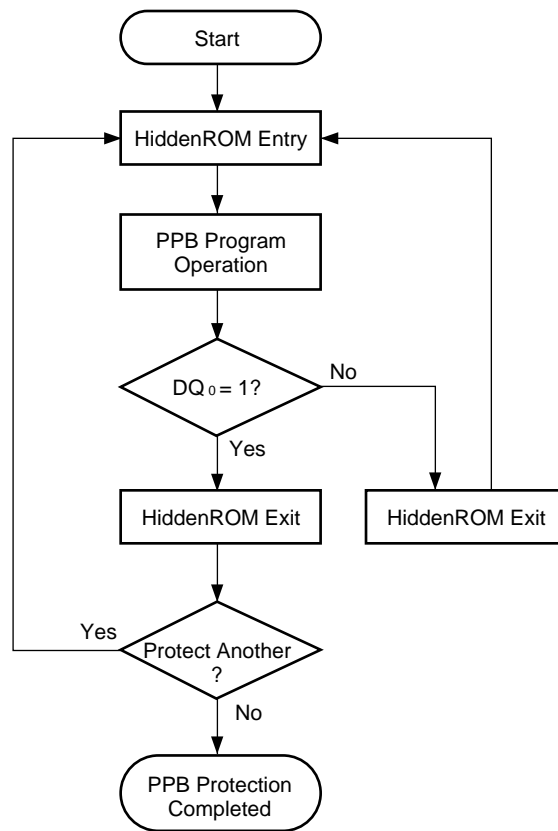 Start
HiddenROM Entry
PPB Program
Operation
DQ₀ = 1?
No
Yes
HiddenROM Exit
HiddenROM Exit
Yes
Protect Another
?
No
PPB Protection
Completed